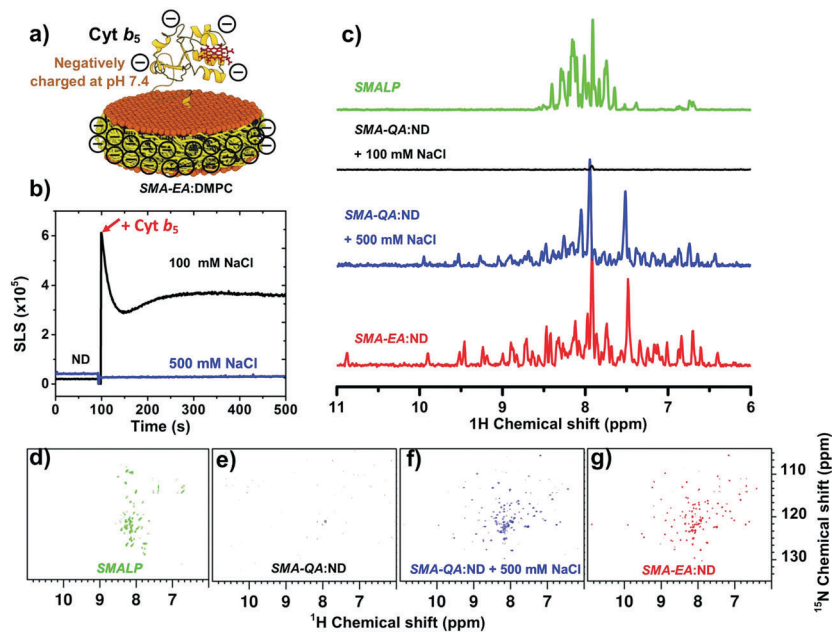 a)
Cyt b5
Negatively
charged at pH 7.4
SMA-EA:DMPC
b)
+ Cyt b5
100 mM NaCl
ND
500 mM NaCl
SLS (x10^5)
6
4
2
0
0 100 200 300 400 500
Time (s)
c)
SMALP
SMA-QA:ND
+ 100 mM NaCl
SMA-QA:ND
+ 500 mM NaCl
SMA-EA:ND
11 10 9 8 7 6
1H Chemical shift (ppm)
d)
SMALP
e)
SMA-QA:ND
f)
SMA-QA:ND + 500 mM NaCl
g)
SMA-EA:ND
110
120
130
15N Chemical shift (ppm)
10 9 8 7
10 9 8 7
10 9 8 7
10 9 8 7
1H Chemical shift (ppm)